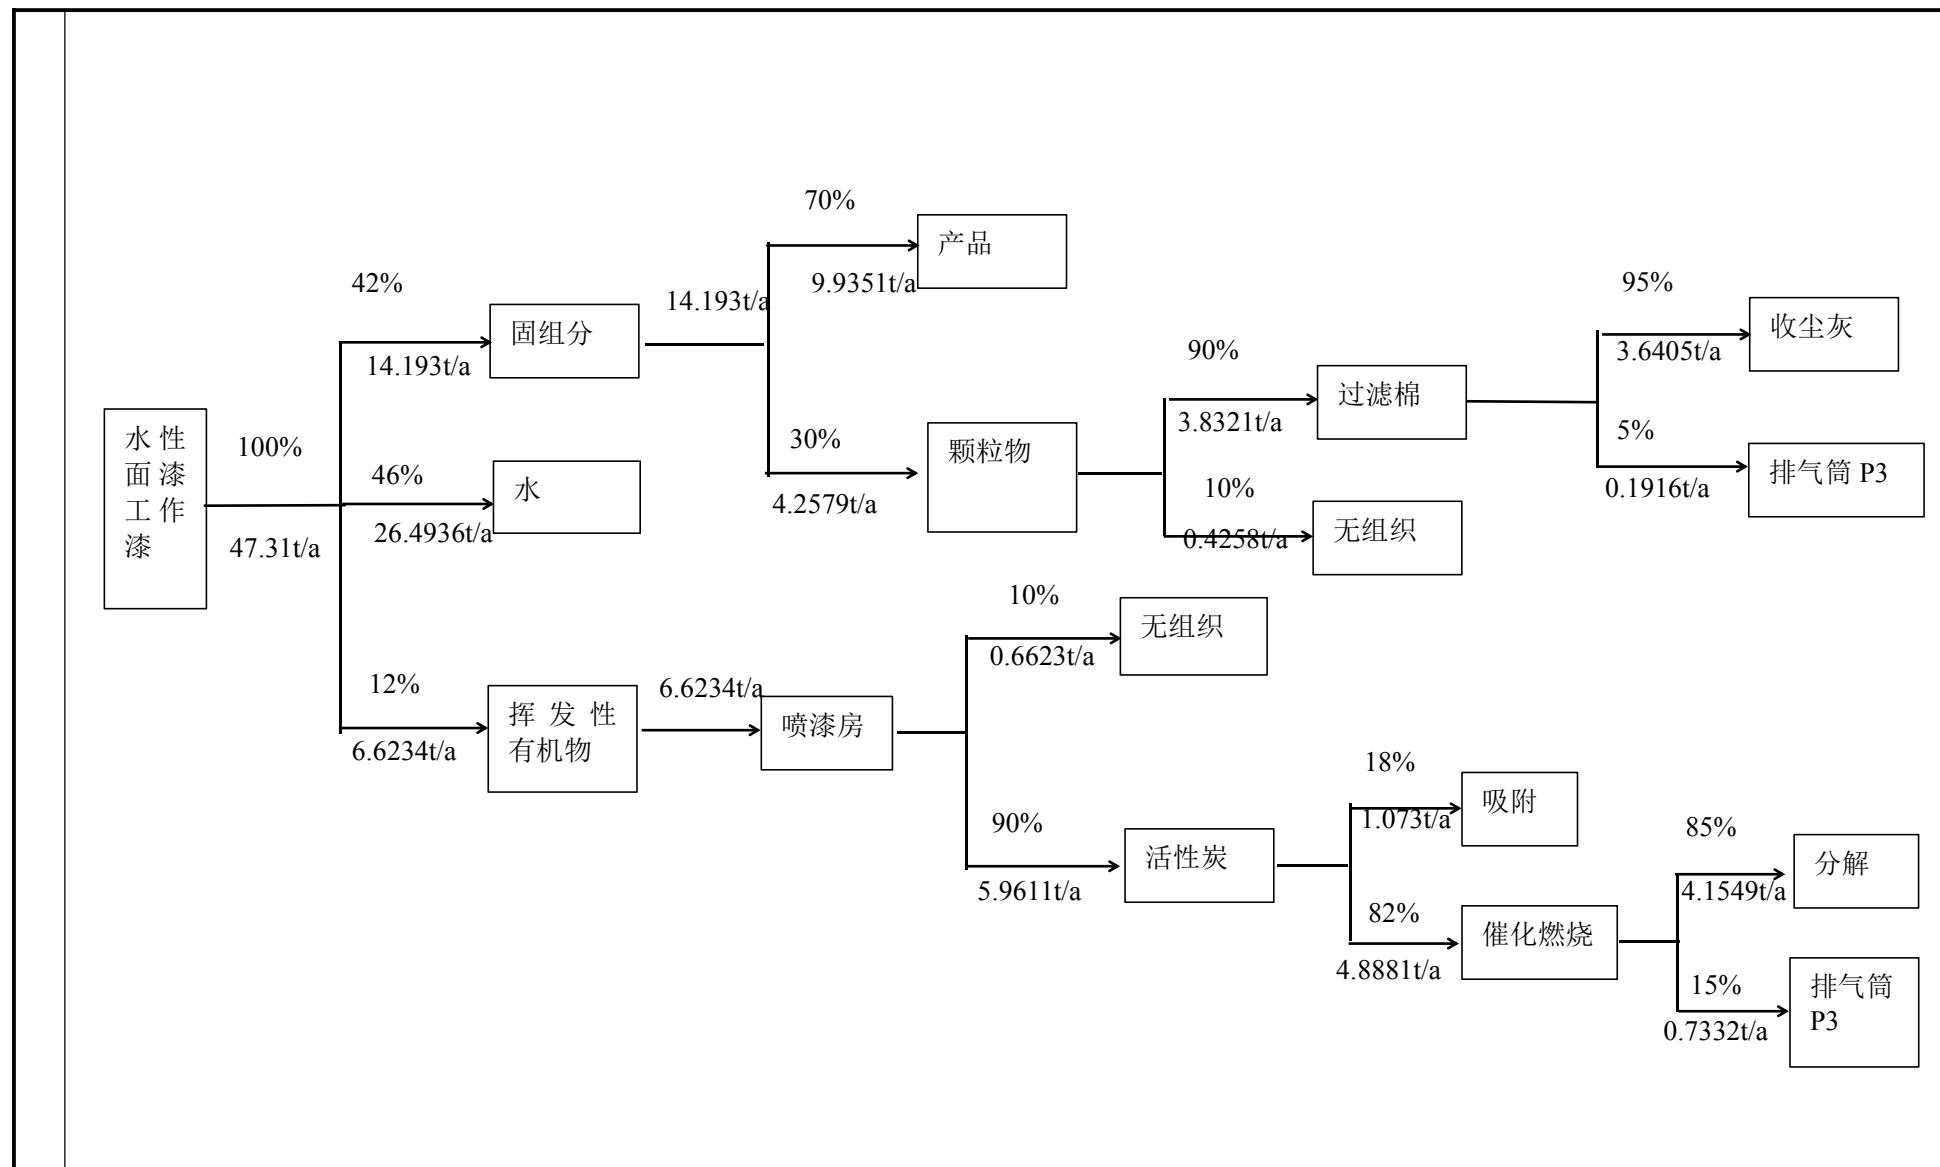 水性
面漆
工作
漆
100%
47.31t/a
42%
14.193t/a
固组分
14.193t/a
70%
9.9351t/a
产品
30%
4.2579t/a
颗粒物
90%
3.8321t/a
过滤棉
95%
3.6405t/a
收尘灰
5%
0.1916t/a
排气筒 P3
10%
0.4258t/a
无组织
46%
26.4936t/a
水
12%
6.6234t/a
挥发性
有机物
6.6234t/a
喷漆房
10%
0.6623t/a
无组织
90%
5.9611t/a
活性炭
18%
1.073t/a
吸附
82%
4.8881t/a
催化燃烧
85%
4.1549t/a
分解
15%
0.7332t/a
排气筒
P3